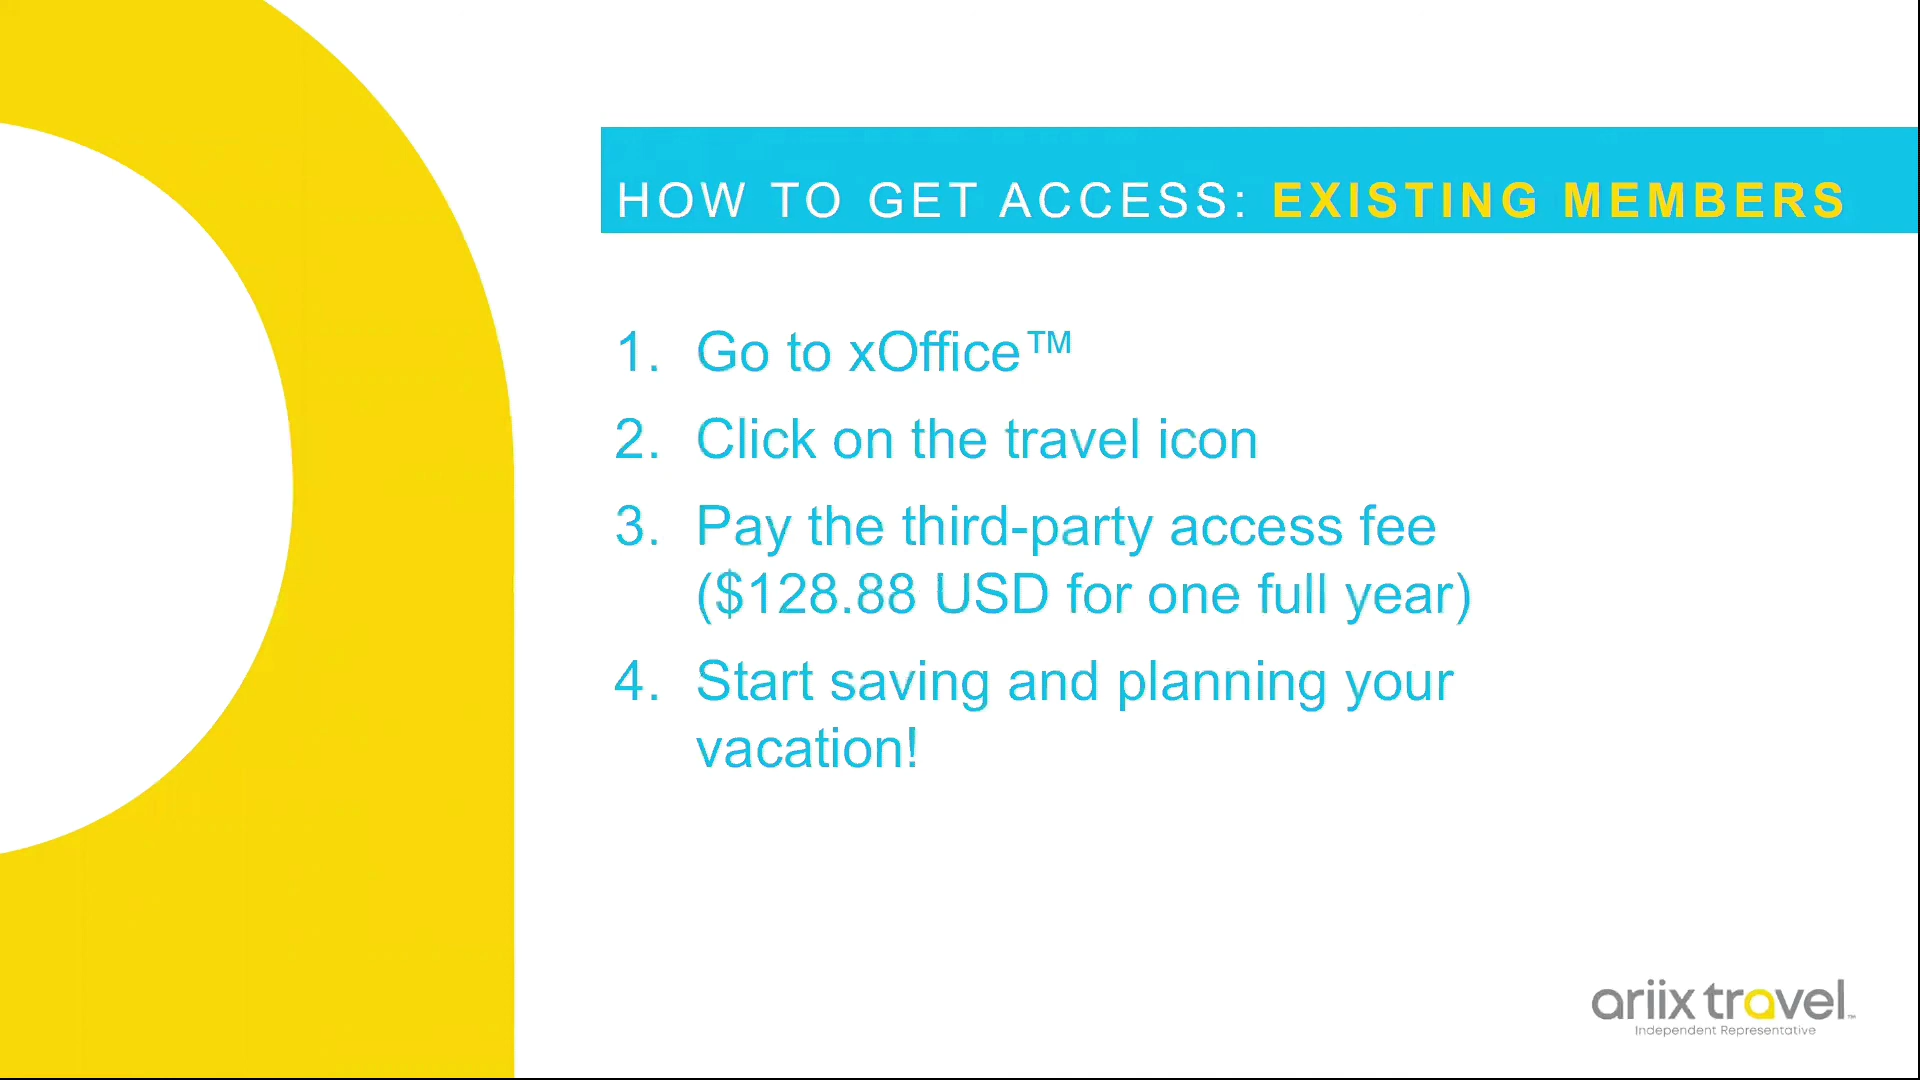 HOW TO GET ACCESS: EXISTING MEMBERS
1. Go to xOffice™
2. Click on the travel icon
3. Pay the third-party access fee
($128.88 USD for one full year)
4. Start saving and planning your
vacation!
ariix travel™
Independent Representative